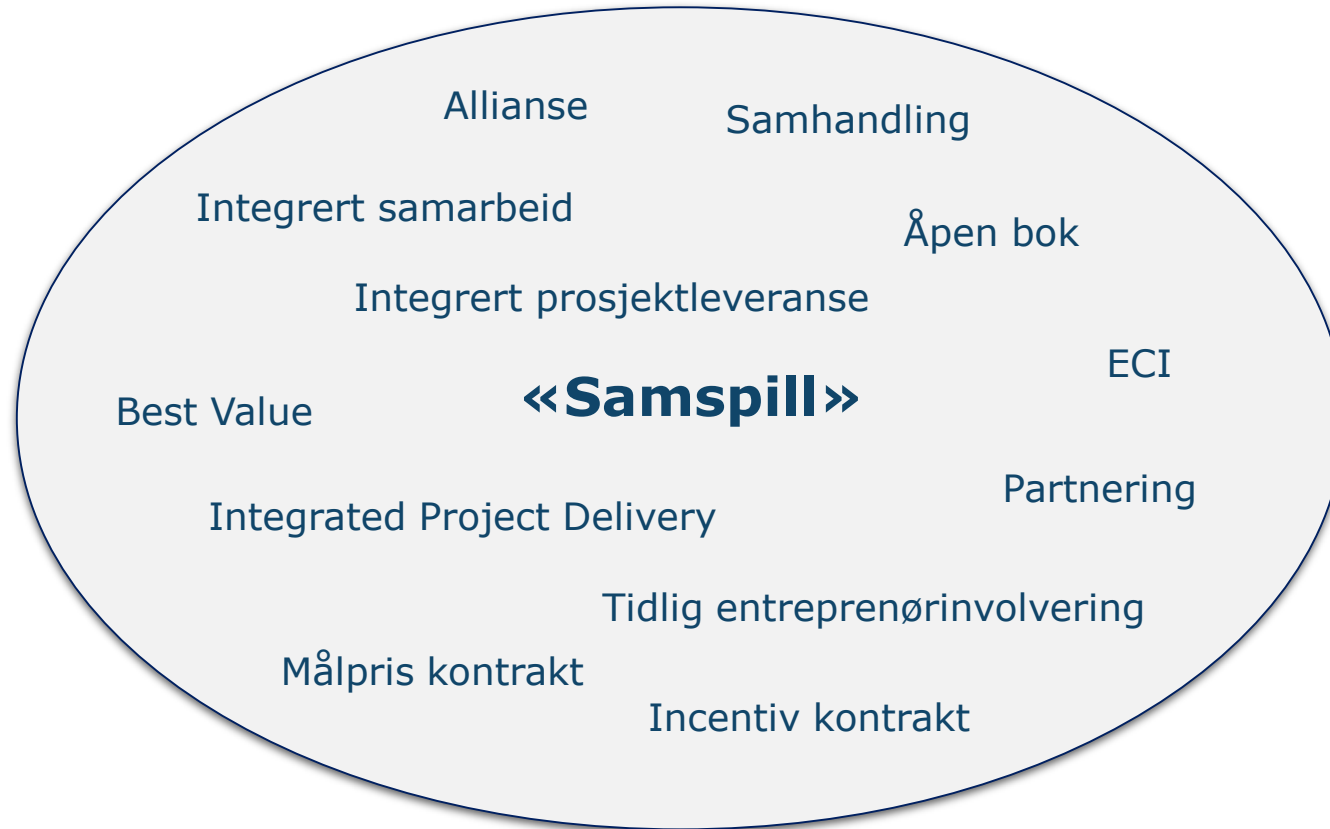 Allianse
Samhandling
Integrert samarbeid
Åpen bok
Integrert prosjektleveranse
ECI
«Samspill»
Best Value
Partnering
Integrated Project Delivery
Tidlig entreprenørinvolvering
Målpris kontrakt
Incentiv kontrakt